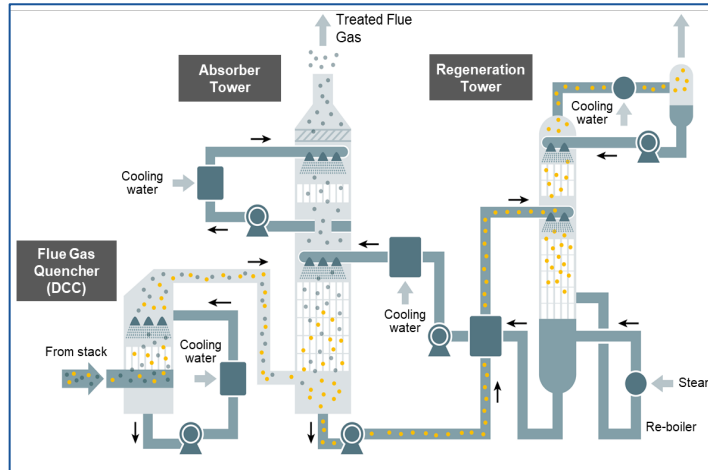 Treated Flue
Gas
Absorber
Tower
Regeneration
Tower
Cooling
water
Cooling
water
Flue Gas
Quencher
(DCC)
Cooling
water
From stack
Cooling
water
Stear
Re-boiler